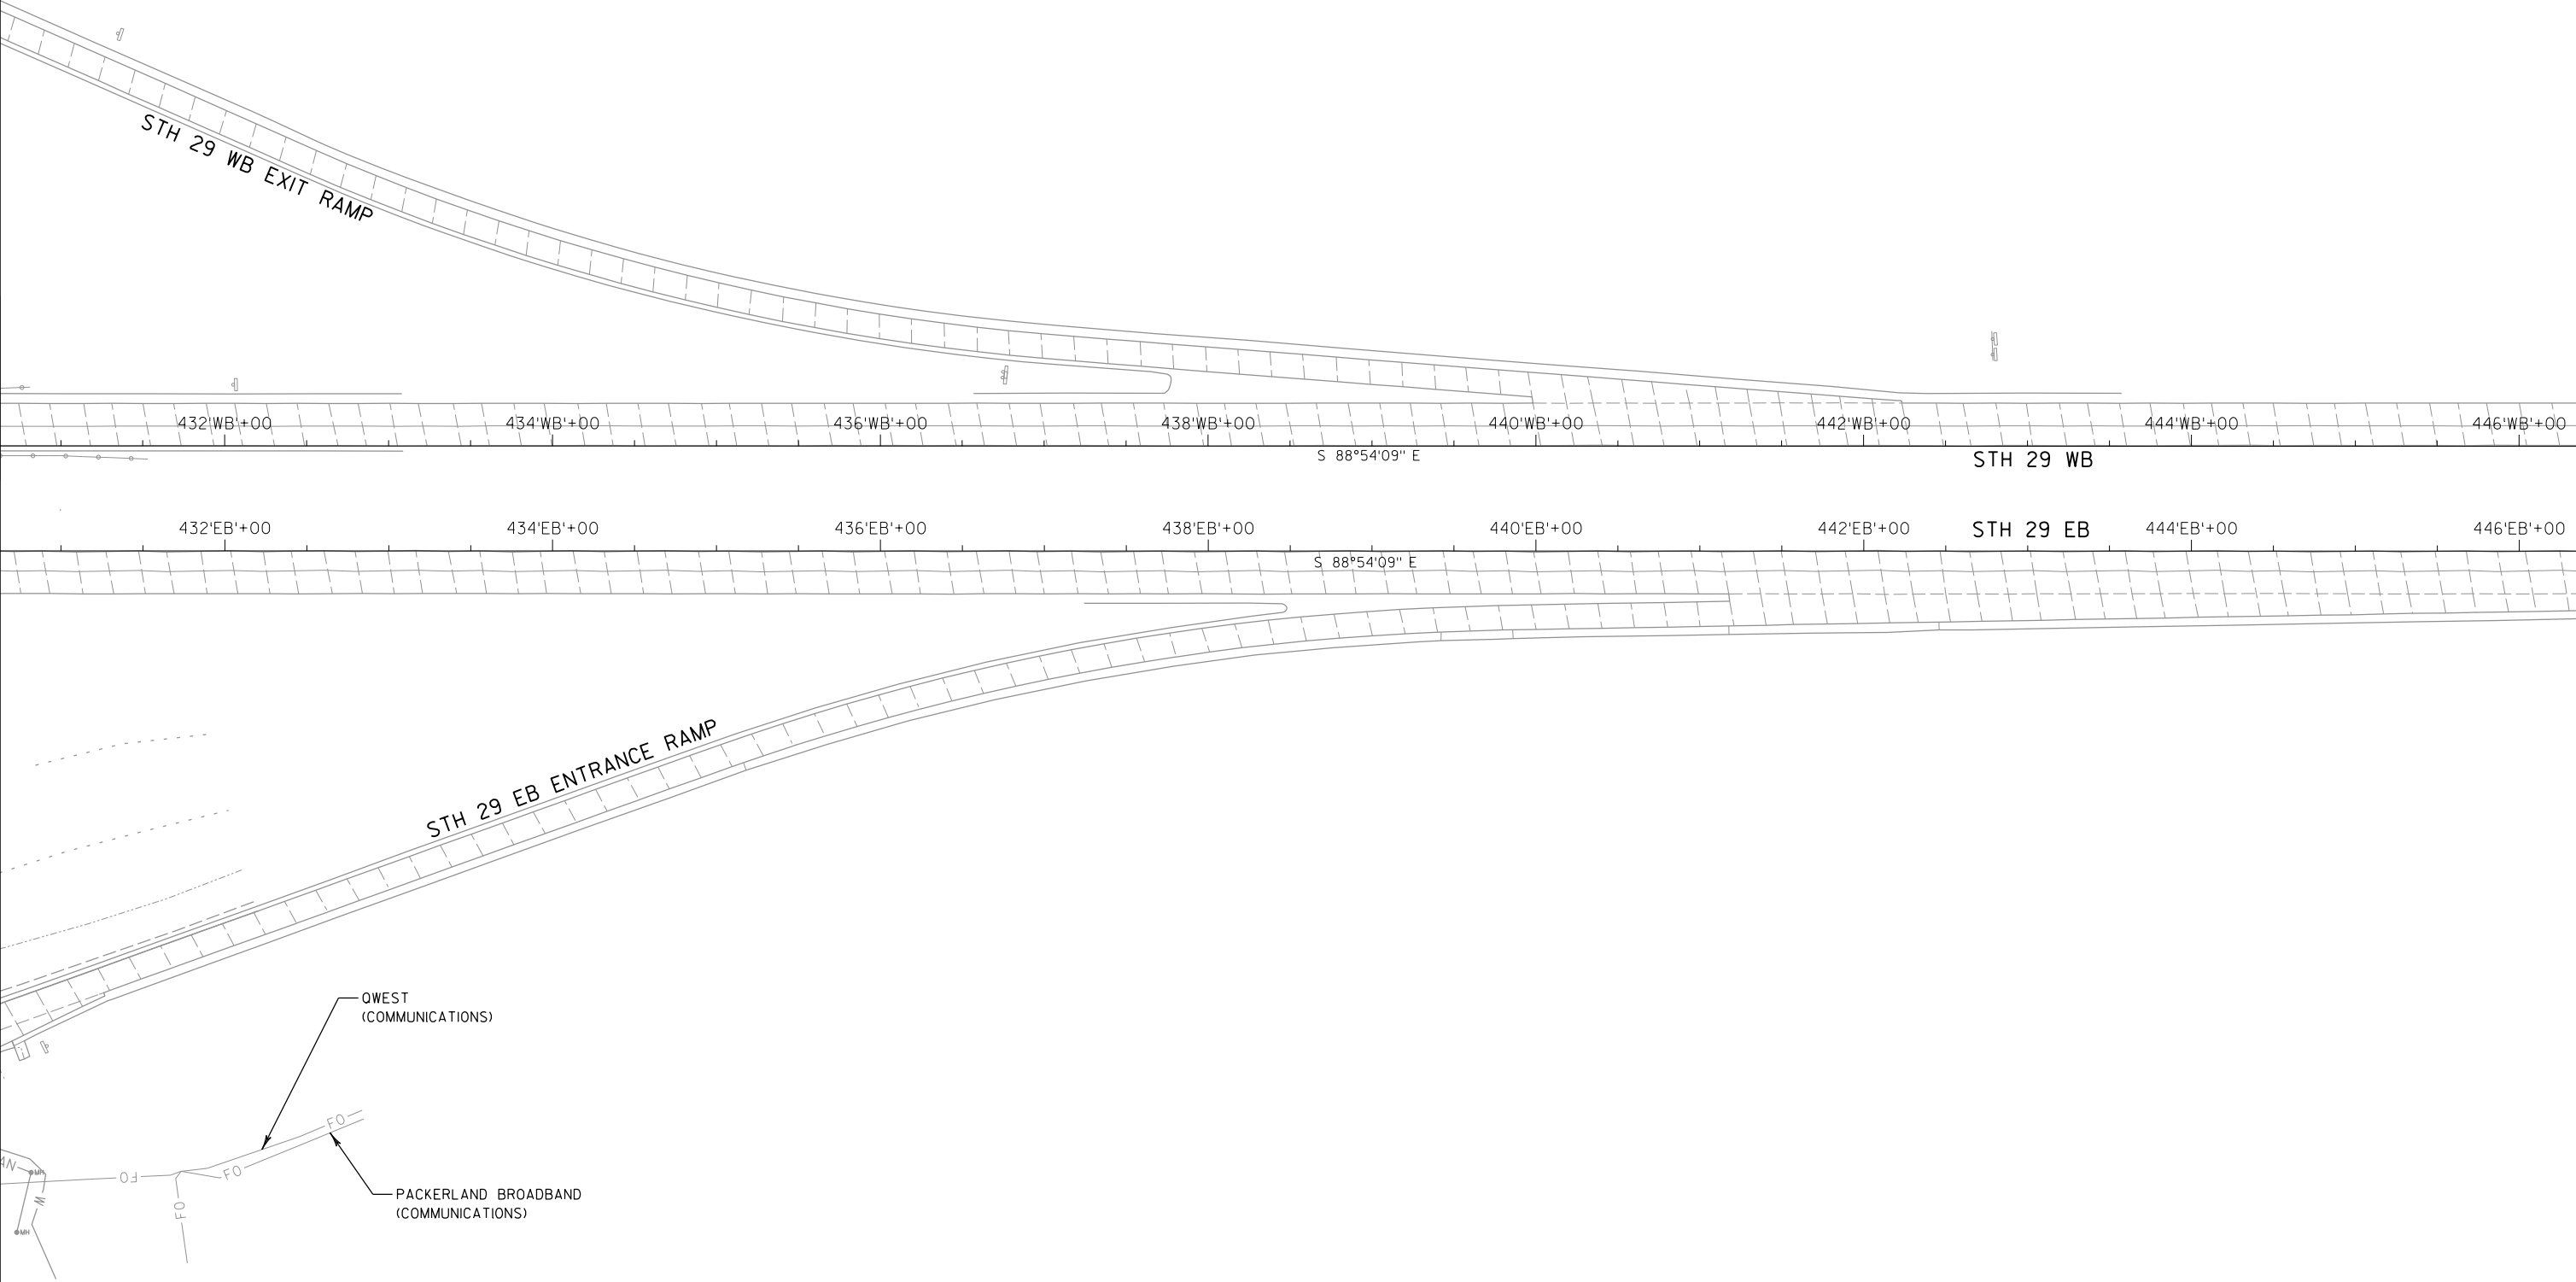 STH 29 WB EXIT RAMP
432'WB'+00 434'WB'+00 436'WB'+00 438'WB'+00 440'WB'+00 442'WB'+00 444'WB'+00 446'WB'+00
S 88°54'09" E
STH 29 WB
432'EB'+00 434'EB'+00 436'EB'+00 438'EB'+00 440'EB'+00 442'EB'+00 STH 29 EB 444'EB'+00 446'EB'+00
S 88°54'09" E
STH 29 EB ENTRANCE RAMP
QWEST
(COMMUNICATIONS)
FO
AN
MH
FO
FO
W
FO
PACKERLAND BROADBAND
(COMMUNICATIONS)
MH